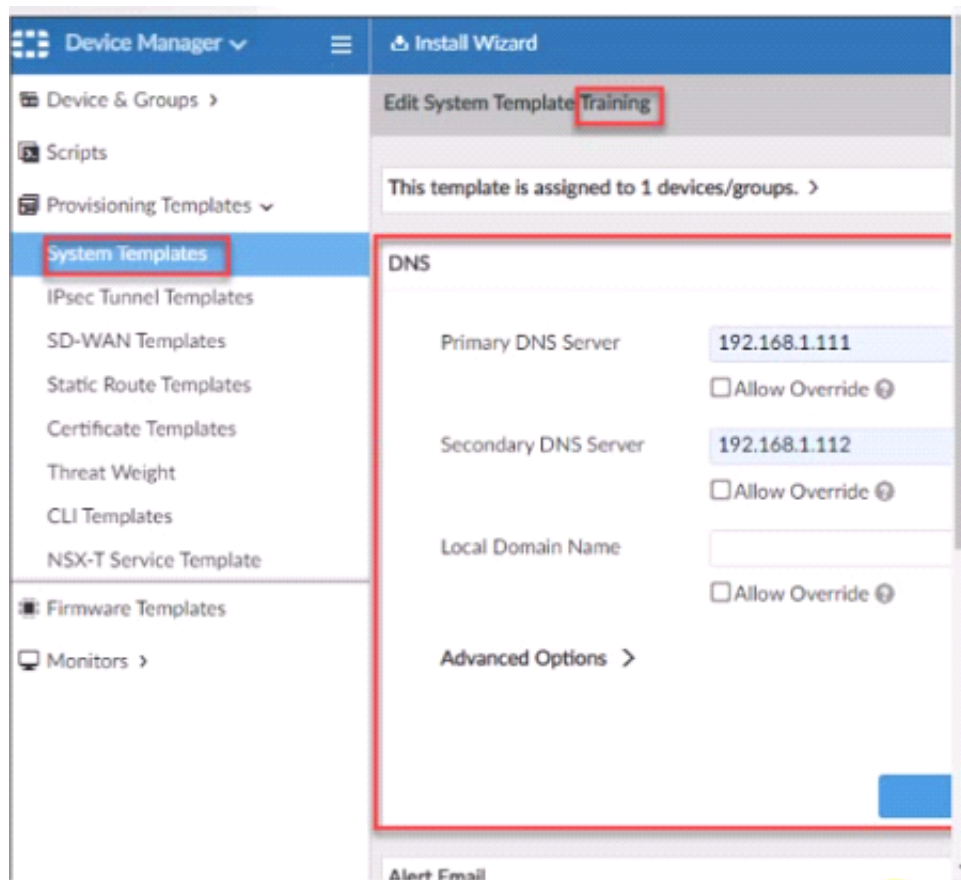 Device Manager
Install Wizard
Device & Groups
Edit System Template Training
Scripts
This template is assigned to 1 devices/groups.
Provisioning Templates
System Templates
DNS
IPsec Tunnel Templates
SD-WAN Templates
Primary DNS Server 192.168.1.111
Static Route Templates
Allow Override
Certificate Templates
Secondary DNS Server 192.168.1.112
Threat Weight
Allow Override
CLI Templates
Local Domain Name
NSX-T Service Template
Allow Override
Firmware Templates
Monitors
Advanced Options
Alert Email